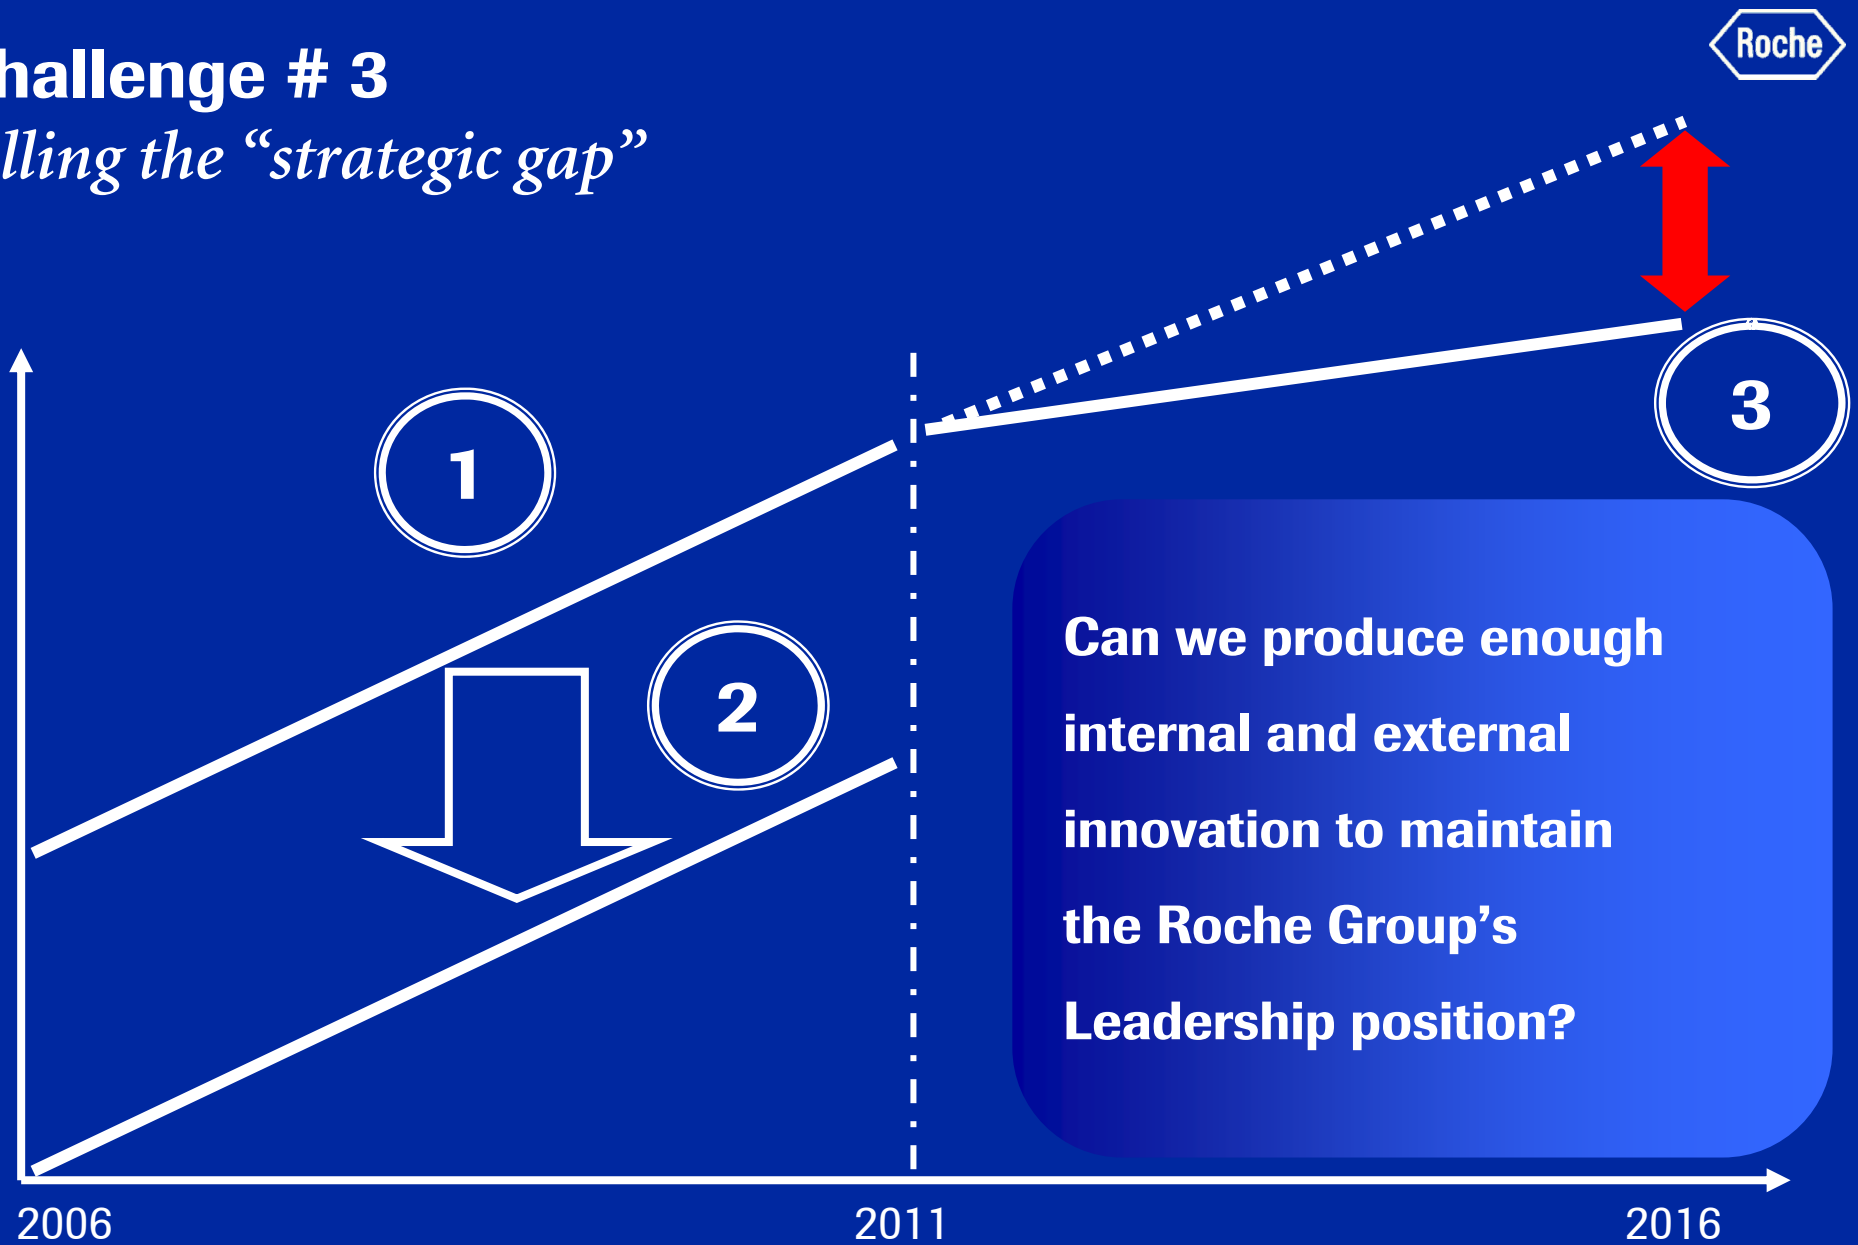 hallenge # 3
lling the “strategic gap”
Roche
1
2
3
Can we produce enough
internal and external
innovation to maintain
the Roche Group’s
Leadership position?
2006
2011
2016